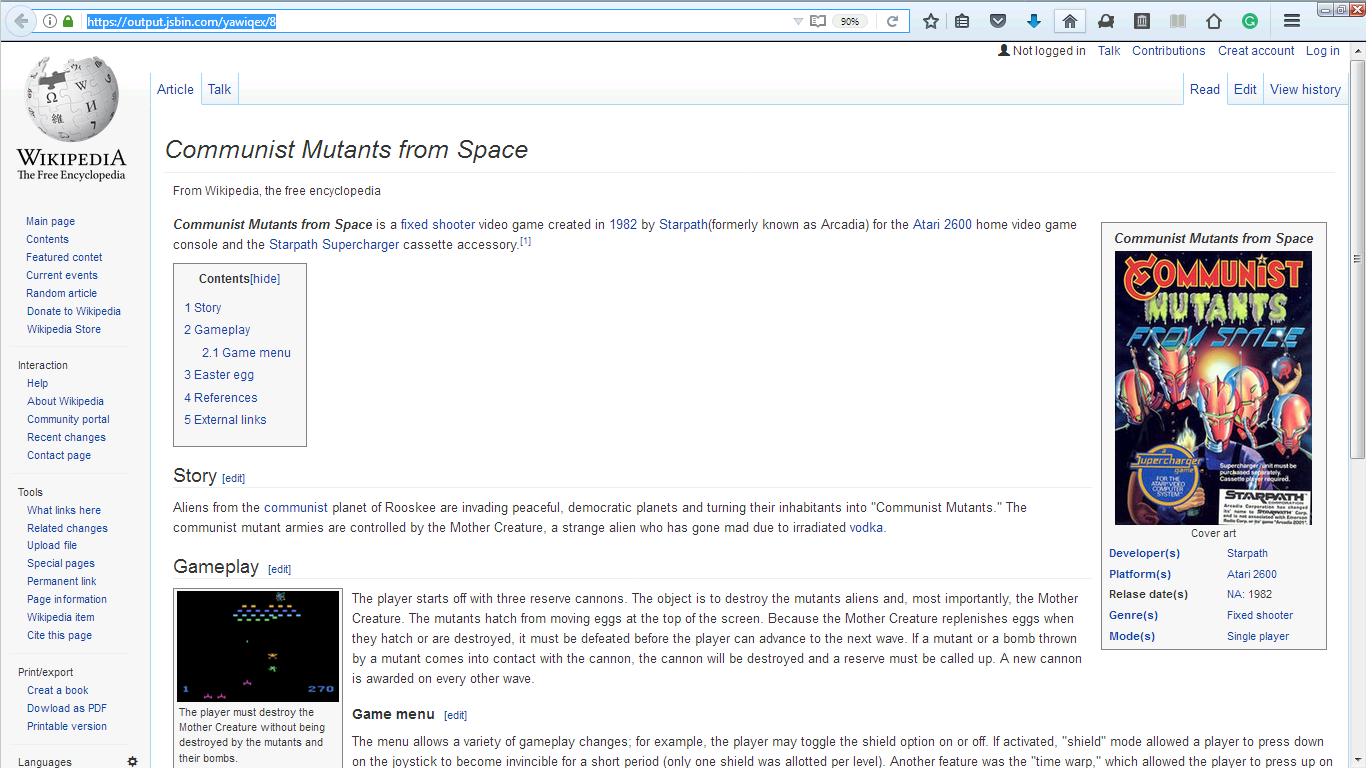 https://output.jsbin.com/yawiqex/8
90%
Not logged in Talk Contributions Creat account Log in
Article Talk
Read Edit View history
WIKIPEDIA
The Free Encyclopedia
Main page
Contents
Featured contet
Current events
Random article
Donate to Wikipedia
Wikipedia Store
Interaction
Help
About Wikipedia
Community portal
Recent changes
Contact page
Tools
What links here
Related changes
Upload file
Special pages
Permanent link
Page information
Wikipedia item
Cite this page
Print/export
Creat a book
Dowload as PDF
Printable version
Languages
Communist Mutants from Space
From Wikipedia, the free encyclopedia
Communist Mutants from Space is a fixed shooter video game created in 1982 by Starpath(formerly known as Arcadia) for the Atari 2600 home video game
console and the Starpath Supercharger cassette accessory.[1]
Contents[hide]
1 Story
2 Gameplay
2.1 Game menu
3 Easter egg
4 References
5 External links
Story [edit]
Aliens from the communist planet of Rooskee are invading peaceful, democratic planets and turning their inhabitants into "Communist Mutants." The
communist mutant armies are controlled by the Mother Creature, a strange alien who has gone mad due to irradiated vodka.
Gameplay [edit]
1 270
The player must destroy the
Mother Creature without being
destroyed by the mutants and
their bombs.
The player starts off with three reserve cannons. The object is to destroy the mutants aliens and, most importantly, the Mother
Creature. The mutants hatch from moving eggs at the top of the screen. Because the Mother Creature replenishes eggs when
they hatch or are destroyed, it must be defeated before the player can advance to the next wave. If a mutant or a bomb thrown
by a mutant comes into contact with the cannon, the cannon will be destroyed and a reserve must be called up. A new cannon
is awarded on every other wave.
Game menu [edit]
The menu allows a variety of gameplay changes; for example, the player may toggle the shield option on or off. If activated, "shield" mode allowed a player to press down
on the joystick to become invincible for a short period (only one shield was allotted per level). Another feature was the "time warp," which allowed the player to press up on
Communist Mutants from Space
COMMUNIST
MUTANTS
FROM SPACE
a
Supercharger
game
FOR THE
ATARI VIDEO
COMPUTER
SYSTEM
Supercharger unit must be
purchased separately.
Cassette player required.
STARPATH
CORPORATION
Arcadia Corporation has changed
its' name to STARPATH Corp.
and is not associated with Emerson
Radio Corp. or its' game "Arcadia 2001".
Cover art
Developer(s) Starpath
Platform(s) Atari 2600
Relase date(s) NA: 1982
Genre(s) Fixed shooter
Mode(s) Single player